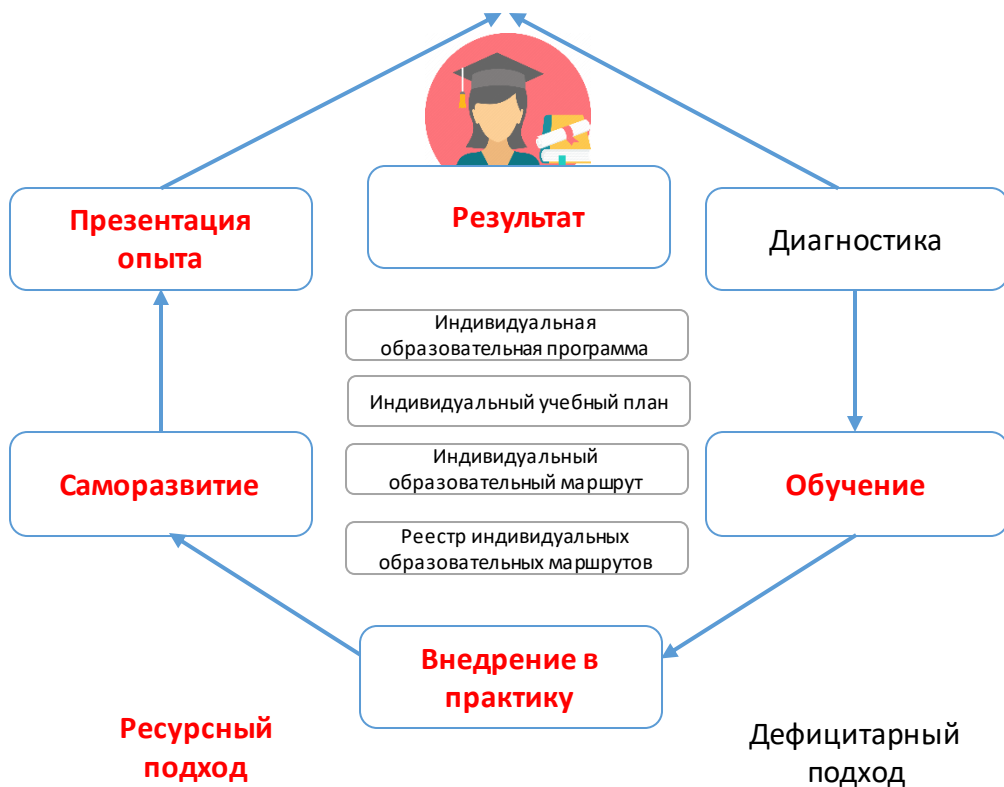 Презентация
опыта
Результат
Диагностика
Индивидуальная
образовательная программа
Индивидуальный учебный план
Саморазвитие
Индивидуальный
образовательный маршрут
Обучение
Реестр индивидуальных
образовательных маршрутов
Внедрение в
практику
Ресурсный
подход
Дефицитарный
подход